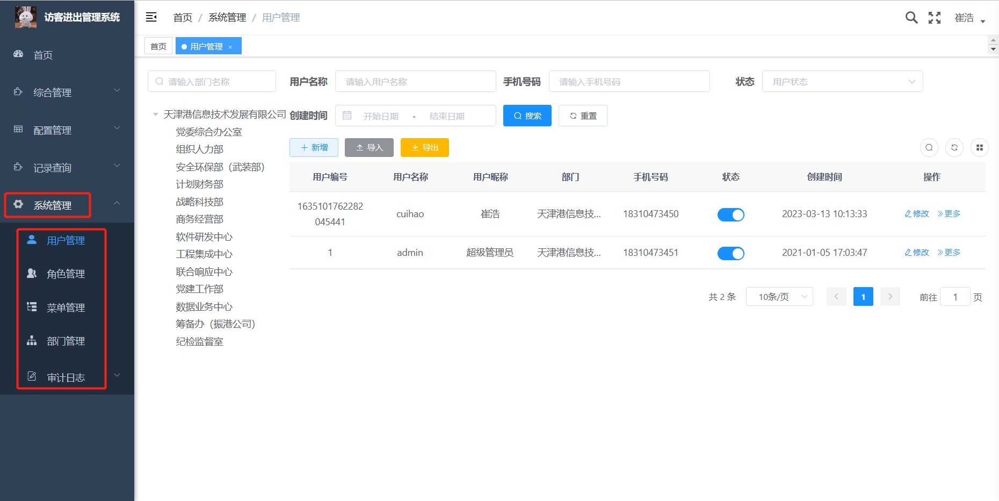 访客进出管理系统
首页
综合管理
配置管理
记录查询
系统管理
用户管理
角色管理
菜单管理
部门管理
审计日志
首页 / 系统管理 / 用户管理
崔浩
首页
用户管理 ×
请输入部门名称
天津港信息技术发展有限公司
党委综合办公室
组织人力部
安全环保部（武装部）
计划财务部
战略科技部
商务经营部
软件研发中心
工程集成中心
联合响应中心
党建工作部
数据业务中心
筹备办（振港公司）
纪检监督室
用户名称 请输入用户名称 手机号码 请输入手机号码 状态 用户状态
创建时间 开始日期 - 结束日期 搜索 重置
新增 导入 导出
用户编号 用户名称 用户昵称 部门 手机号码 状态 创建时间 操作
1635101762282045441 cuihao 崔浩 天津港信息技... 18310473450 2023-03-13 10:13:33 修改 更多
1 admin 超级管理员 天津港信息技... 18310473451 2021-01-05 17:03:47 修改 更多
共 2 条 10条/页 1 前往 1 页